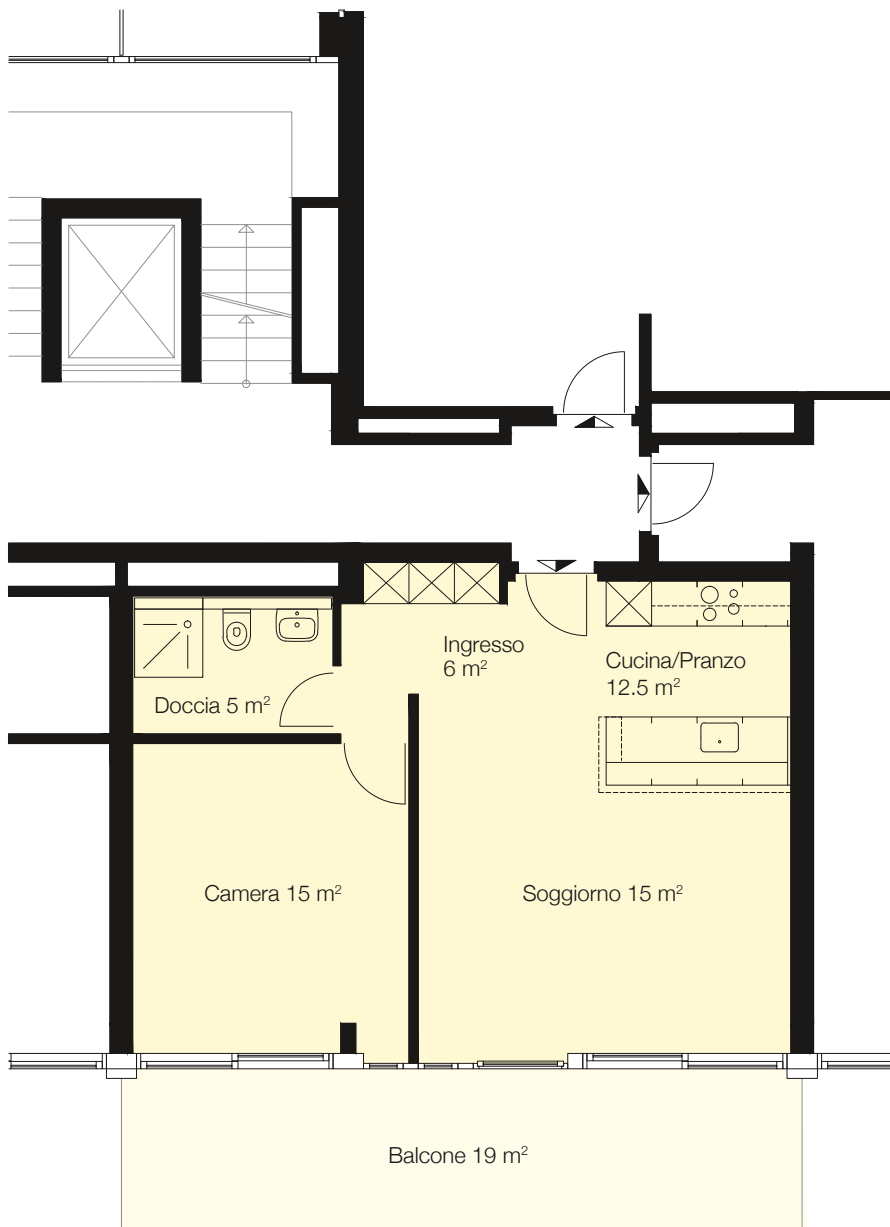 Ingresso
6 m²
Cucina/Pranzo
12.5 m²
Doccia 5 m²
Camera 15 m²
Soggiorno 15 m²
Balcone 19 m²